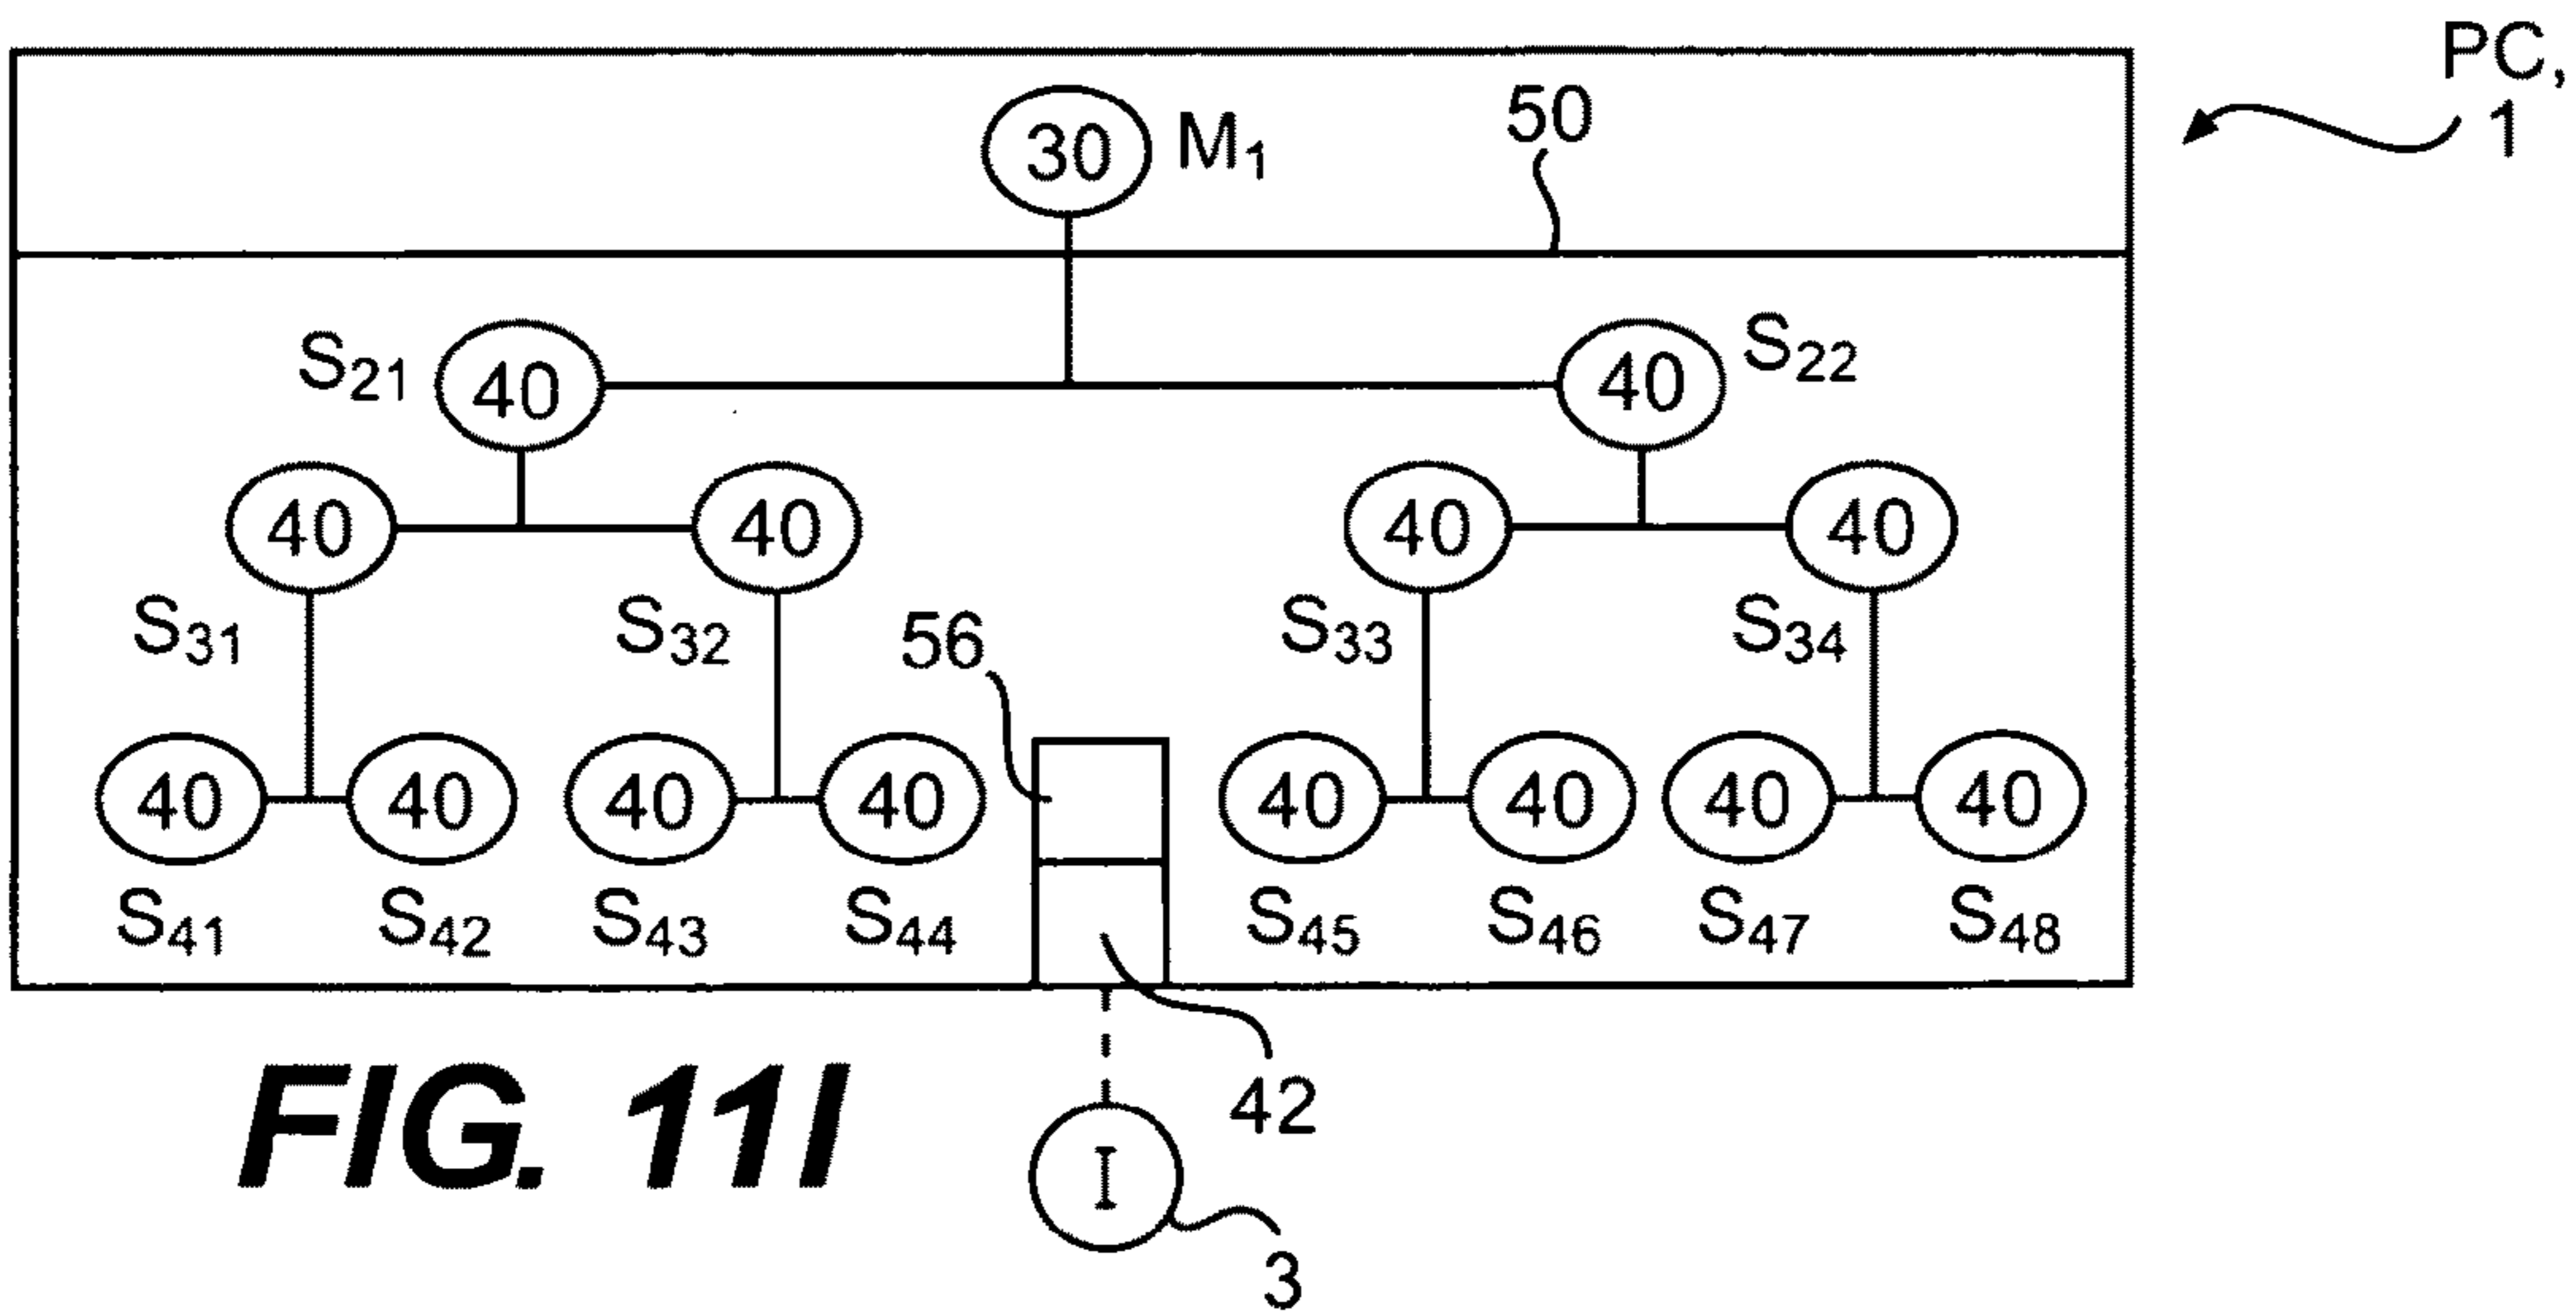 PC,
1
50
30 M₁
S₂₁ 40 40 S₂₂
40 40 40 40
S₃₁ S₃₂ 56 S₃₃ S₃₄
40 40 40 40 40 40 40 40
S₄₁ S₄₂ S₄₃ S₄₄ S₄₅ S₄₆ S₄₇ S₄₈
42
FIG. 11I
I
3